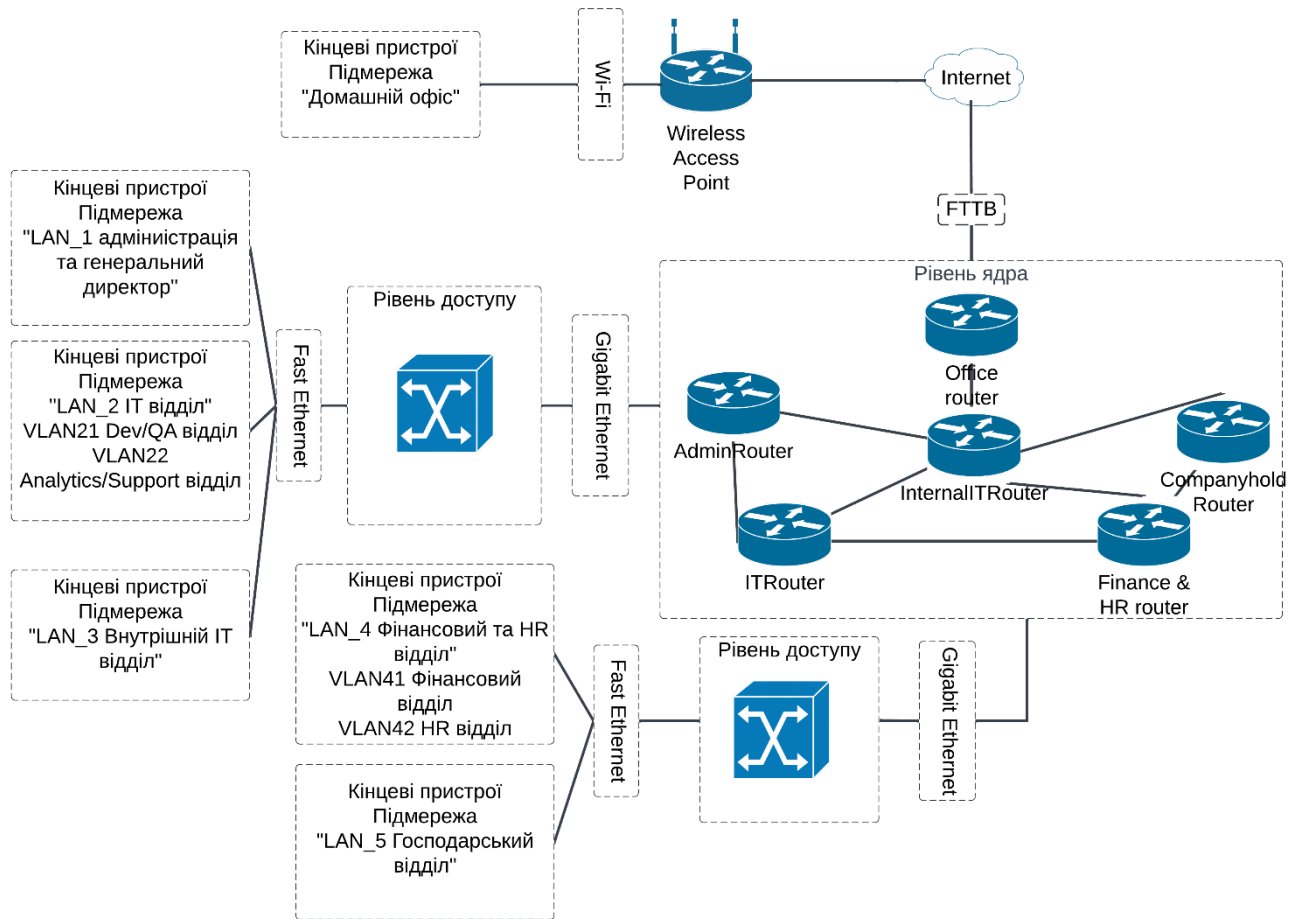 Кінцеві пристрої
Підмережа
"Домашній офіс"
Wi-Fi
Wireless
Access
Point
Internet
FTTB
Кінцеві пристрої
Підмережа
"LAN_1 адмиіністрація
та генеральний
директор"
Кінцеві пристрої
Підмережа
"LAN_2 IT відділ"
VLAN21 Dev/QA відділ
VLAN22
Analytics/Support відділ
Кінцеві пристрої
Підмережа
"LAN_3 Внутрішній IT
відділ"
Fast Ethernet
Рівень доступу
Gigabit Ethernet
Рівень ядра
Office
router
AdminRouter
InternalITRouter
Companyhold
Router
ITRouter
Finance &
HR router
Кінцеві пристрої
Підмережа
"LAN_4 Фінансовий та HR
відділ"
VLAN41 Фінансовий
відділ
VLAN42 HR відділ
Кінцеві пристрої
Підмережа
"LAN_5 Господарський
відділ"
Fast Ethernet
Рівень доступу
Gigabit Ethernet